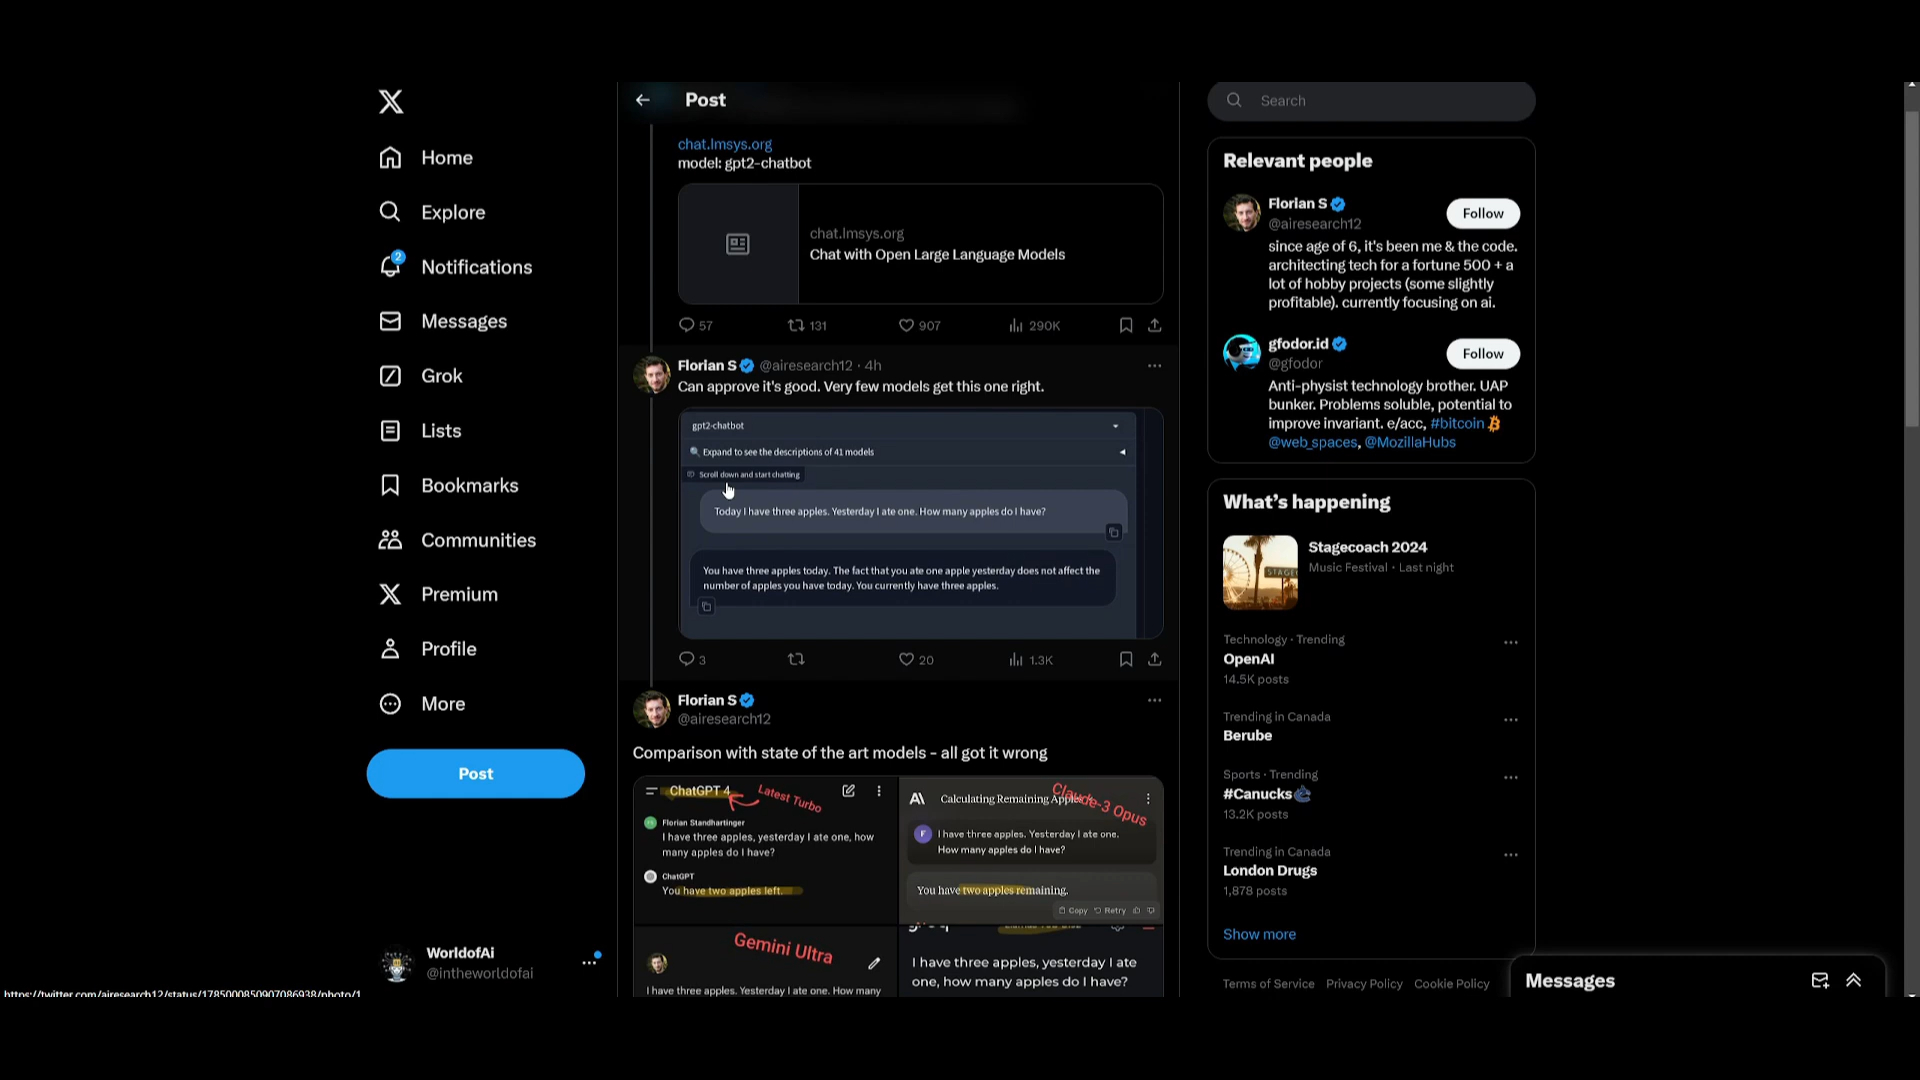 Home
Explore
2
Notifications
Messages
Grok
Lists
Bookmarks
Communities
Premium
Profile
More
Post
WorldofAi
@intheworldofai
https://twitter.com/airesearch12/status/1785000850907086938/photo/1
Post
chat.lmsys.org
model: gpt2-chatbot
chat.lmsys.org
Chat with Open Large Language Models
57
131
907
290K
Florian S @airesearch12 · 4h
Can approve it's good. Very few models get this one right.
gpt2-chatbot
Expand to see the descriptions of 41 models
Scroll down and start chatting
Today I have three apples. Yesterday I ate one. How many apples do I have?
You have three apples today. The fact that you ate one apple yesterday does not affect the
number of apples you have today. You currently have three apples.
3
20
1.3K
Florian S
@airesearch12
Comparison with state of the art models - all got it wrong
ChatGPT 4
Latest Turbo
Florian Standhartinger
I have three apples, yesterday I ate one, how
many apples do I have?
ChatGPT
You have two apples left.
Calculating Remaining Apples
Claude-3 Opus
F
I have three apples. Yesterday I ate one.
How many apples do I have?
You have two apples remaining.
Copy
Retry
Gemini Ultra
I have three apples. Yesterday I ate one. How many
I have three apples, yesterday I ate
one, how many apples do I have?
Search
Relevant people
Florian S
@airesearch12
Follow
since age of 6, it's been me & the code.
architecting tech for a fortune 500 + a
lot of hobby projects (some slightly
profitable). currently focusing on ai.
gfodor.id
@gfodor
Follow
Anti-physist technology brother. UAP
bunker. Problems soluble, potential to
improve invariant. e/acc, #bitcoin
@web_spaces, @MozillaHubs
What's happening
Stagecoach 2024
Music Festival · Last night
Technology · Trending
OpenAI
14.5K posts
Trending in Canada
Berube
Sports · Trending
#Canucks
13.2K posts
Trending in Canada
London Drugs
1,878 posts
Show more
Terms of Service Privacy Policy Cookie Policy
Messages